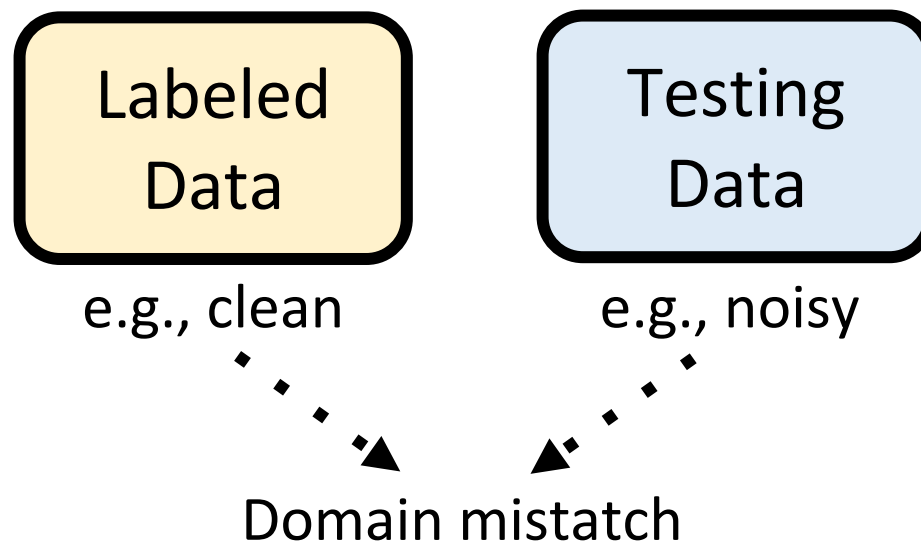 Labeled
Data
Testing
Data
e.g., clean
e.g., noisy
Domain mistatch